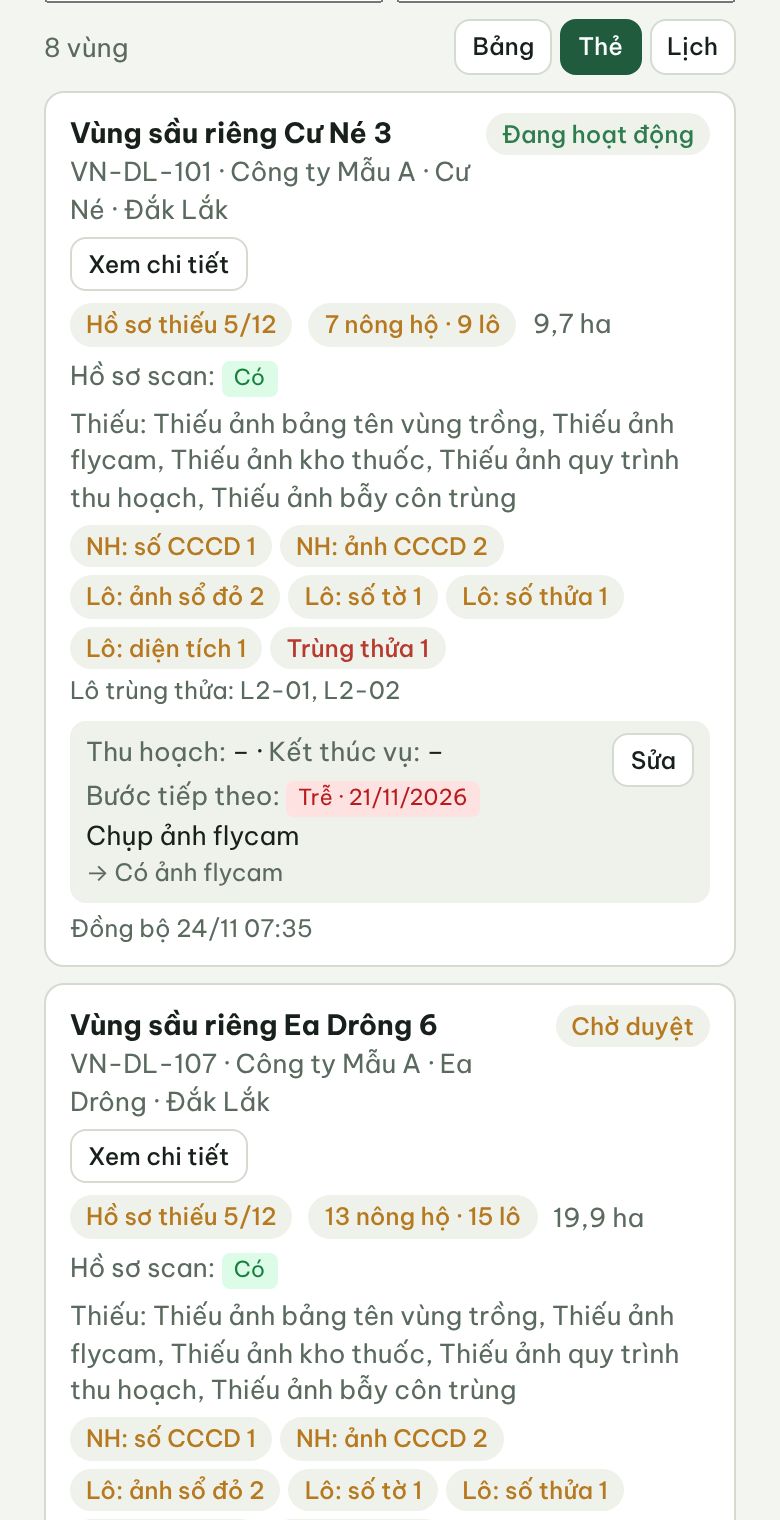 8 vùng
Bảng
Thẻ
Lịch
Vùng sầu riêng Cư Né 3
Đang hoạt động
VN-DL-101 · Công ty Mẫu A · Cư
Né · Đắk Lắk
Xem chi tiết
Hồ sơ thiếu 5/12
7 nông hộ · 9 lô
9,7 ha
Hồ sơ scan: Có
Thiếu: Thiếu ảnh bảng tên vùng trồng, Thiếu ảnh
flycam, Thiếu ảnh kho thuốc, Thiếu ảnh quy trình
thu hoạch, Thiếu ảnh bẫy côn trùng
NH: số CCCD 1
NH: ảnh CCCD 2
Lô: ảnh sổ đỏ 2
Lô: số tờ 1
Lô: số thửa 1
Lô: diện tích 1
Trùng thửa 1
Lô trùng thửa: L2-01, L2-02
Thu hoạch: – · Kết thúc vụ: –
Sửa
Bước tiếp theo: Trễ · 21/11/2026
Chụp ảnh flycam
→ Có ảnh flycam
Đồng bộ 24/11 07:35
Vùng sầu riêng Ea Drông 6
Chờ duyệt
VN-DL-107 · Công ty Mẫu A · Ea
Drông · Đắk Lắk
Xem chi tiết
Hồ sơ thiếu 5/12
13 nông hộ · 15 lô
19,9 ha
Hồ sơ scan: Có
Thiếu: Thiếu ảnh bảng tên vùng trồng, Thiếu ảnh
flycam, Thiếu ảnh kho thuốc, Thiếu ảnh quy trình
thu hoạch, Thiếu ảnh bẫy côn trùng
NH: số CCCD 1
NH: ảnh CCCD 2
Lô: ảnh sổ đỏ 2
Lô: số tờ 1
Lô: số thửa 1